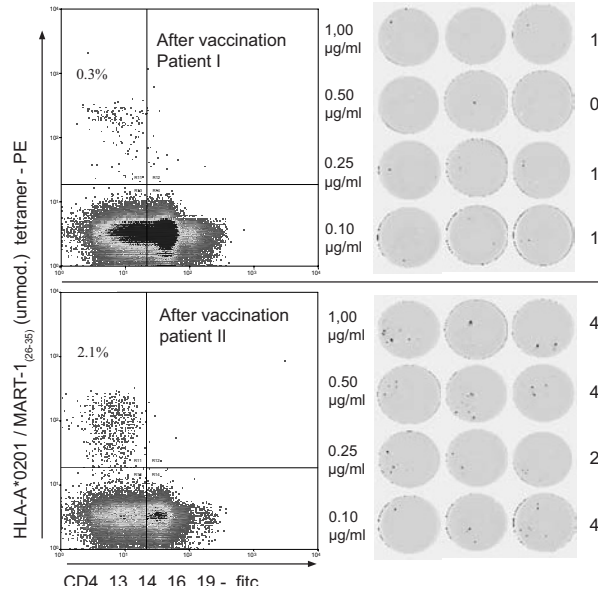 HLA-A*0201 / MART-1(26-35) (unmod.) tetramer - PE
After vaccination
Patient I
0.3%
1,00
µg/ml
1
0.50
µg/ml
0
0.25
µg/ml
1
0.10
µg/ml
1
After vaccination
patient II
2.1%
1,00
µg/ml
4
0.50
µg/ml
4
0.25
µg/ml
2
0.10
µg/ml
4
CD4, 13, 14, 16, 19 - fitc